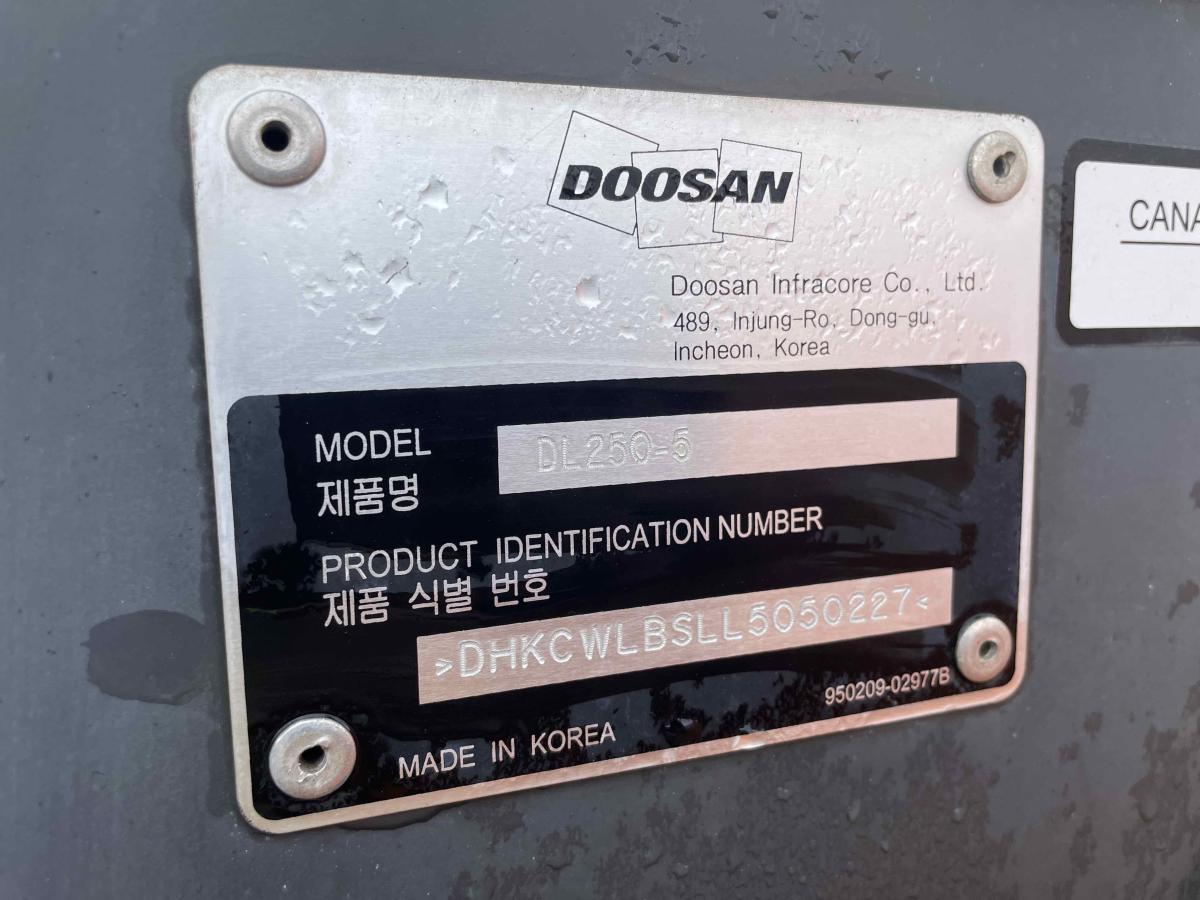 DOOSAN
Doosan Infracore Co., Ltd.
489, Injung-Ro, Dong-gu,
Incheon, Korea
CANA
MODEL
DL250-5
제품명
PRODUCT IDENTIFICATION NUMBER
제품 식별 번호
>DHKCWLBSLL5050227<
950209-02977B
MADE IN KOREA